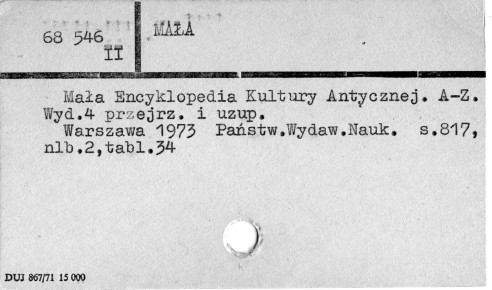 68 546
II
MAŁA
Mała Encyklopedia Kultury Antycznej. A-Z.
Wyd.4 przejrz. i uzup.
Warszawa 1973 Państw.Wydaw.Nauk. s.817,
nlb.2,tabl.34
DUJ 867/71 15 000